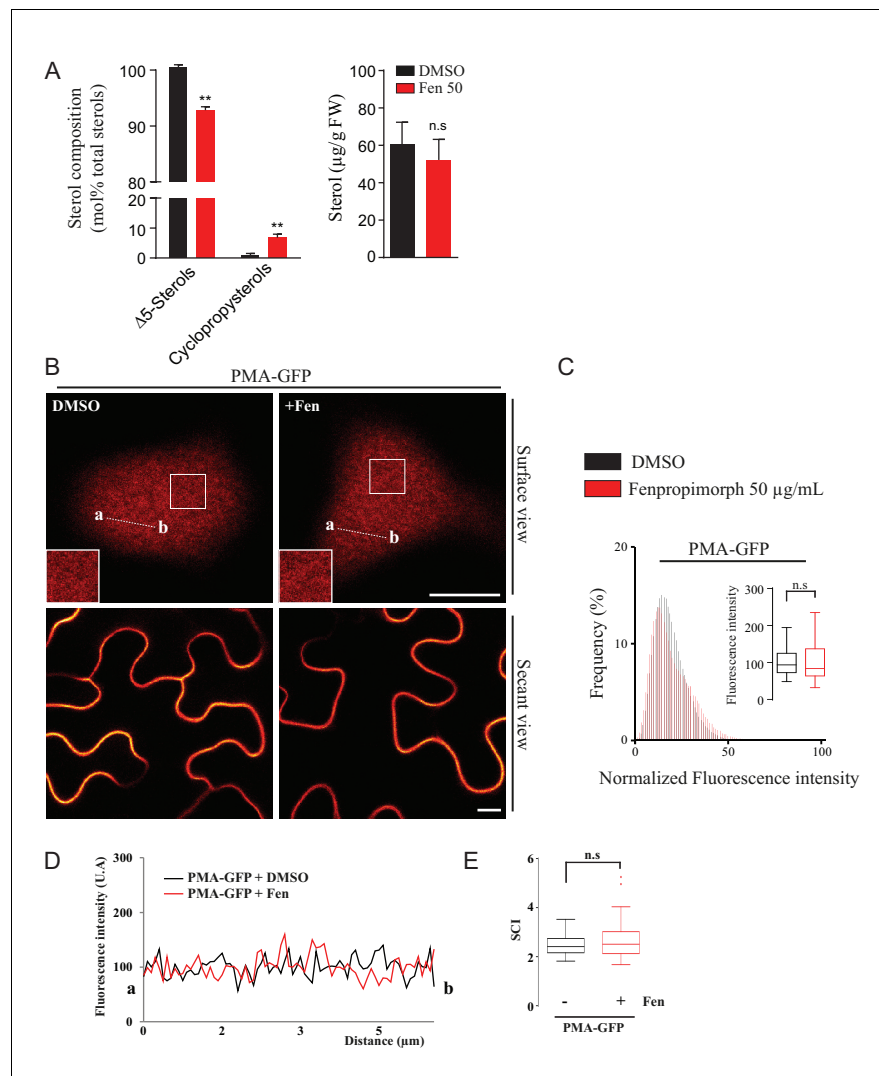 A
Sterol composition
(mol% total sterols)
100
90
80
20
10
0
**
**
Δ5-Sterols
Cyclopropysterols
Sterol (µg/g FW)
100
80
60
40
20
0
DMSO
Fen 50
n.s
B
PMA-GFP
DMSO
+Fen
a
b
a
b
Surface view
Secant view
C
DMSO
Fenpropimorph 50 µg/mL
PMA-GFP
Frequency (%)
20
10
0
0
50
100
Normalized Fluorescence intensity
Fluorescence intensity
300
200
100
0
n.s
D
Fluorescence intensity (U.A)
300
200
100
0
PMA-GFP + DMSO
PMA-GFP + Fen
a
b
0
2
3
5
Distance (µm)
E
SCI
6
4
2
0
n.s
-
+
Fen
PMA-GFP